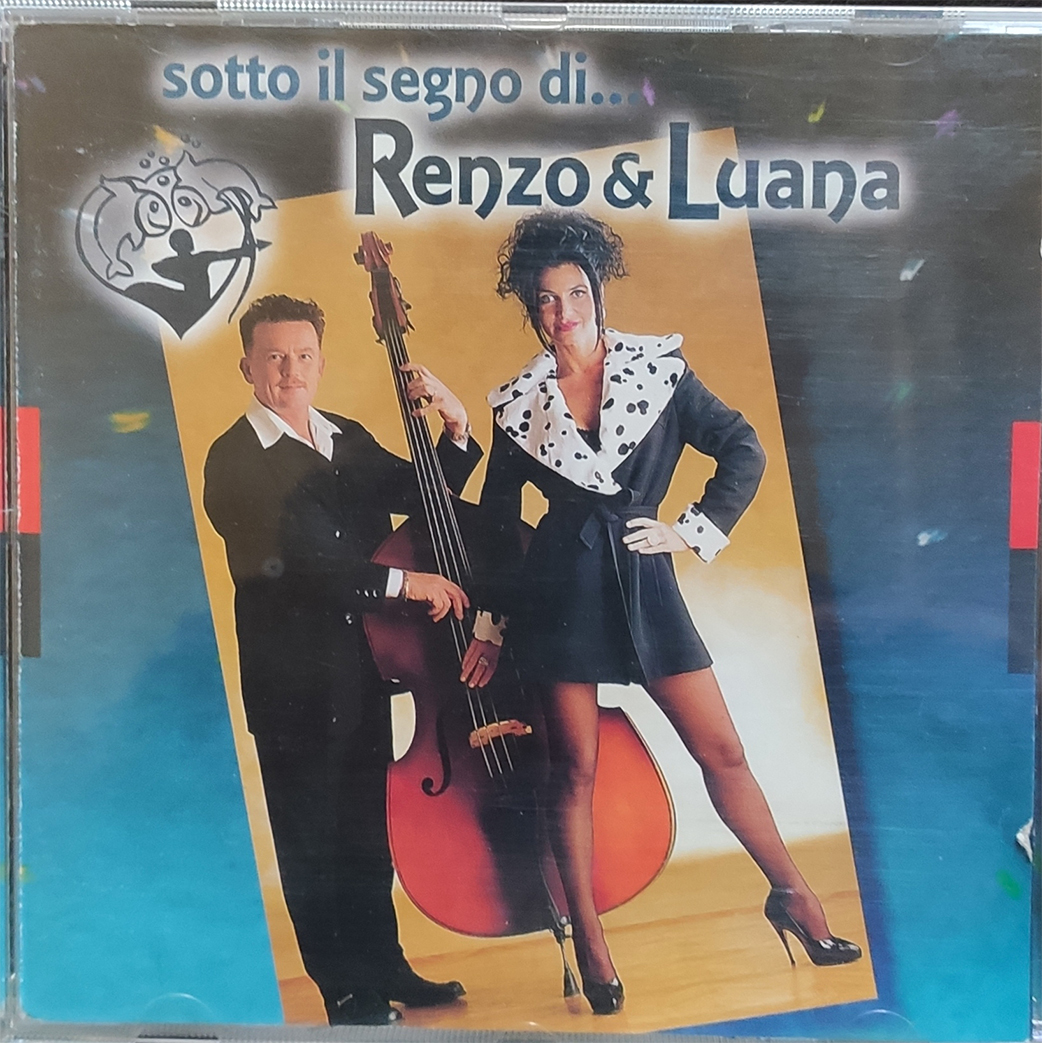 sotto il segno di...
Renzo & Luana